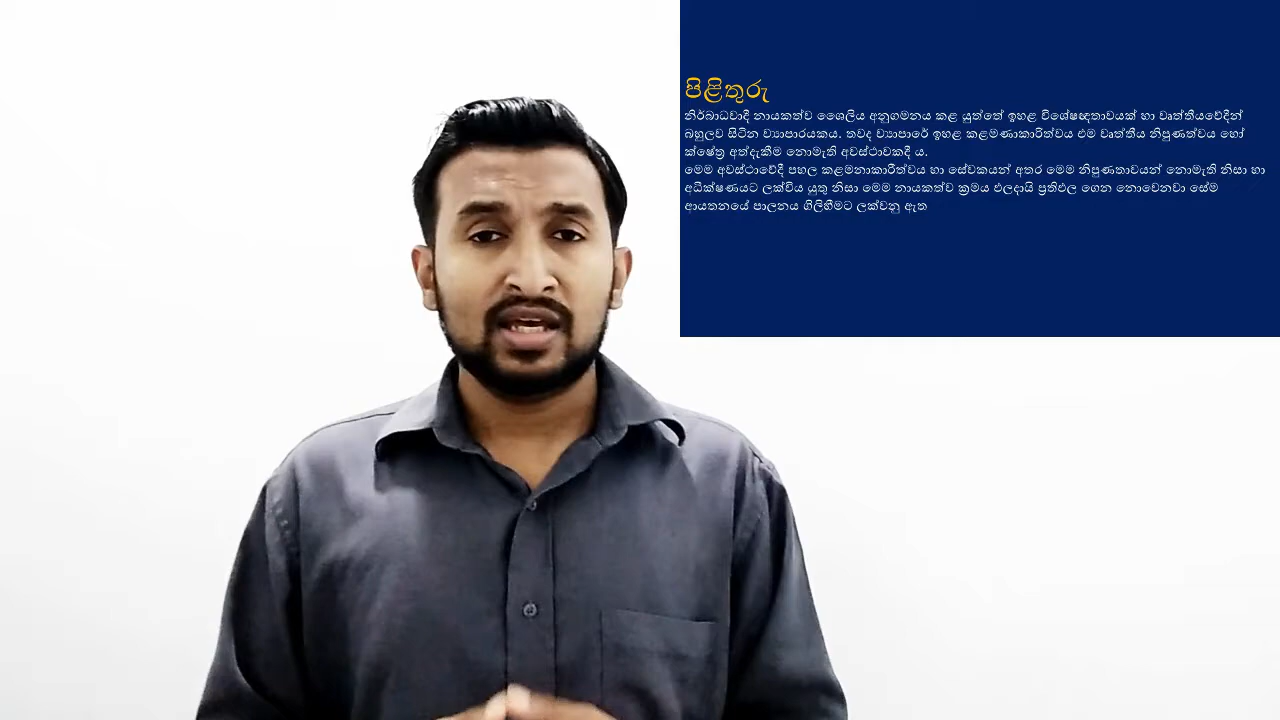 පිළිතුරු
නිර්බාධවාදී නායකත්ව ශෛලිය අනුගමනය කළ යුත්තේ ඉහළ විශේෂඥතාවයක් හා වෘත්තීයවේදීන්
බහුලව සිටින ව්‍යාපාරයකය. තවද ව්‍යාපාරේ ඉහළ කළමණාකාරිත්වය එම වෘත්තීය නිපුණත්වය හෝ
ක්ෂේත්‍ර අත්දැකීම නොමැති අවස්ථාවකදී ය.
මෙම අවස්ථාවේදී පහල කළමනාකාරීත්වය හා සේවකයන් අතර මෙම නිපුණතාවයන් නොමැති නිසා හා
අධීක්ෂණයට ලක්විය යුතු නිසා මෙම නායකත්ව ක්‍රමය ඵලදායි ප්‍රතිඵල ගෙන නොවෙනවා සේම
ආයතනයේ පාලනය ගිලිහීමට ලක්වනු ඇත